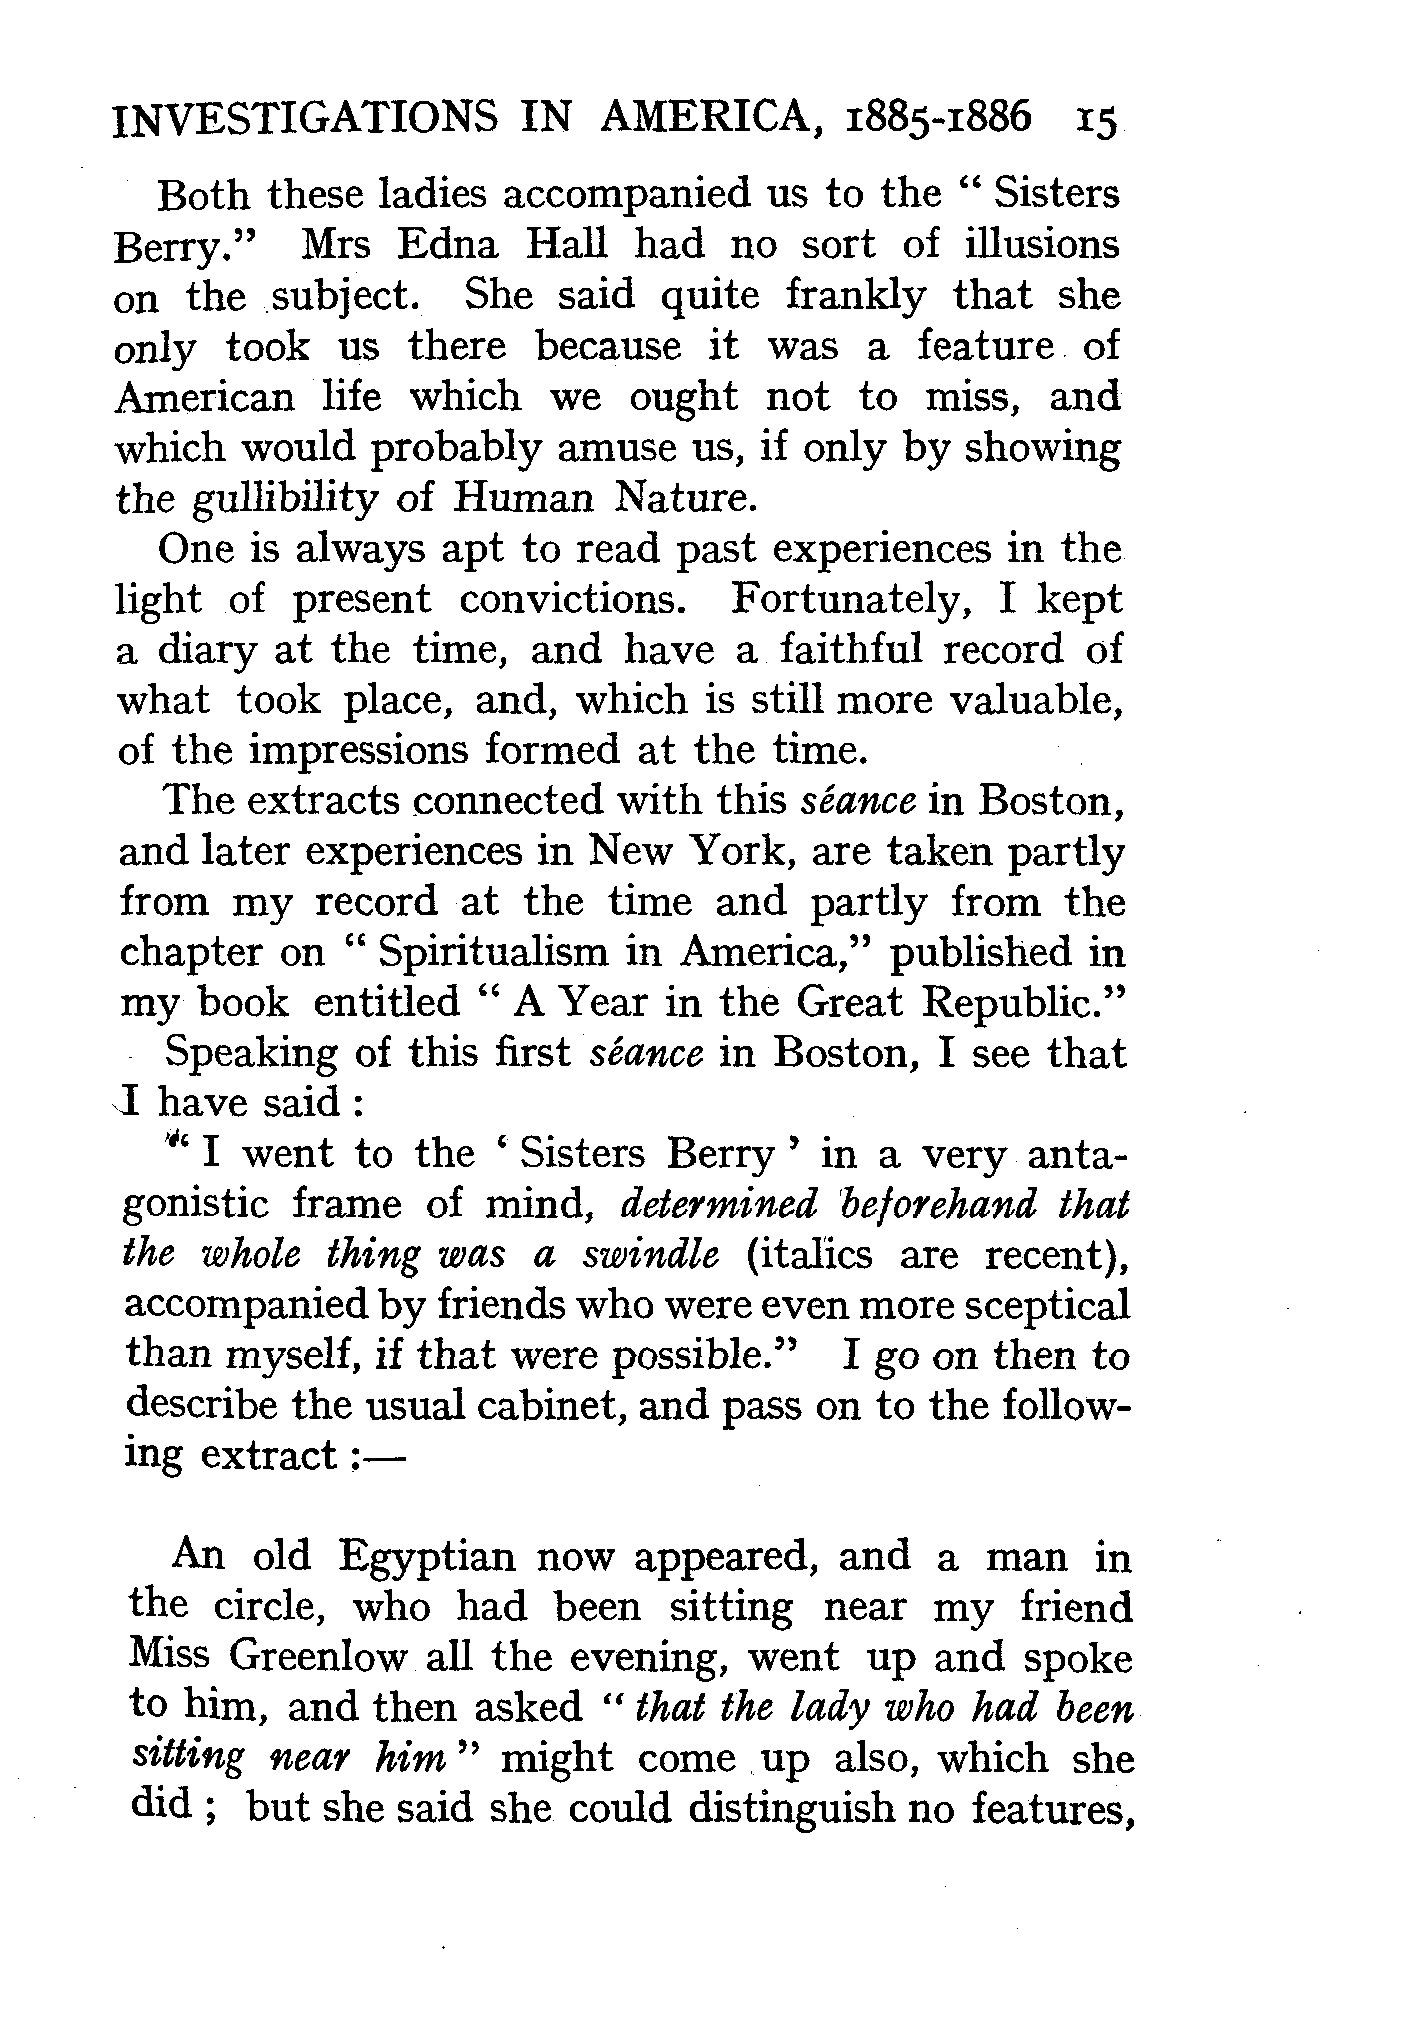 INVESTIGATIONS IN AMERICA, 1885-1886 15
Both these ladies accompanied us to the “ Sisters
Berry.” Mrs Edna Hall had no sort of illusions
on the subject. She said quite frankly that she
only took us there because it was a feature of
American life which we ought not to miss, and
which would probably amuse us, if only by showing
the gullibility of Human Nature.
One is always apt to read past experiences in the
light of present convictions. Fortunately, I kept
a diary at the time, and have a faithful record of
what took place, and, which is still more valuable,
of the impressions formed at the time.
The extracts connected with this séance in Boston,
and later experiences in New York, are taken partly
from my record at the time and partly from the
chapter on “ Spiritualism in America,” published in
my book entitled “ A Year in the Great Republic.”
Speaking of this first séance in Boston, I see that
I have said :
“ I went to the ‘ Sisters Berry ’ in a very anta-
gonistic frame of mind, determined beforehand that
the whole thing was a swindle (italics are recent),
accompanied by friends who were even more sceptical
than myself, if that were possible.” I go on then to
describe the usual cabinet, and pass on to the follow-
ing extract :—
An old Egyptian now appeared, and a man in
the circle, who had been sitting near my friend
Miss Greenlow all the evening, went up and spoke
to him, and then asked “ that the lady who had been
sitting near him ” might come up also, which she
did ; but she said she could distinguish no features,